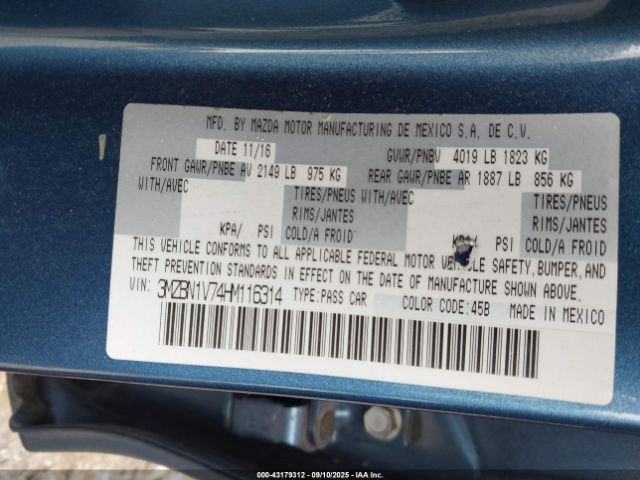 MFD. BY MAZDA MOTOR MANUFACTURING DE MEXICO S.A. DE C.V.
DATE 11/16 GVWR/PNBV 4019 LB 1823 KG
FRONT GAWR/PNBE AV 2149 LB 975 KG REAR GAWR/PNBE AR 1887 LB 856 KG
WITH/AVEC TIRES/PNEUS WITH/AVEC TIRES/PNEUS
RIMS/JANTES RIMS/JANTES
KPA/ PSI COLD/A FROID KPA/ PSI COLD/A FROID
THIS VEHICLE CONFORMS TO ALL APPLICABLE FEDERAL MOTOR VEHICLE SAFETY, BUMPER, AND
THEFT PREVENTION STANDARDS IN EFFECT ON THE DATE OF MANUFACTURE SHOWN ABOVE.
VIN: 3MZBN1V74HM116314 TYPE: PASS CAR COLOR CODE: 45B MADE IN MEXICO
000-43179312 - 09/10/2025 - IAAI.COM